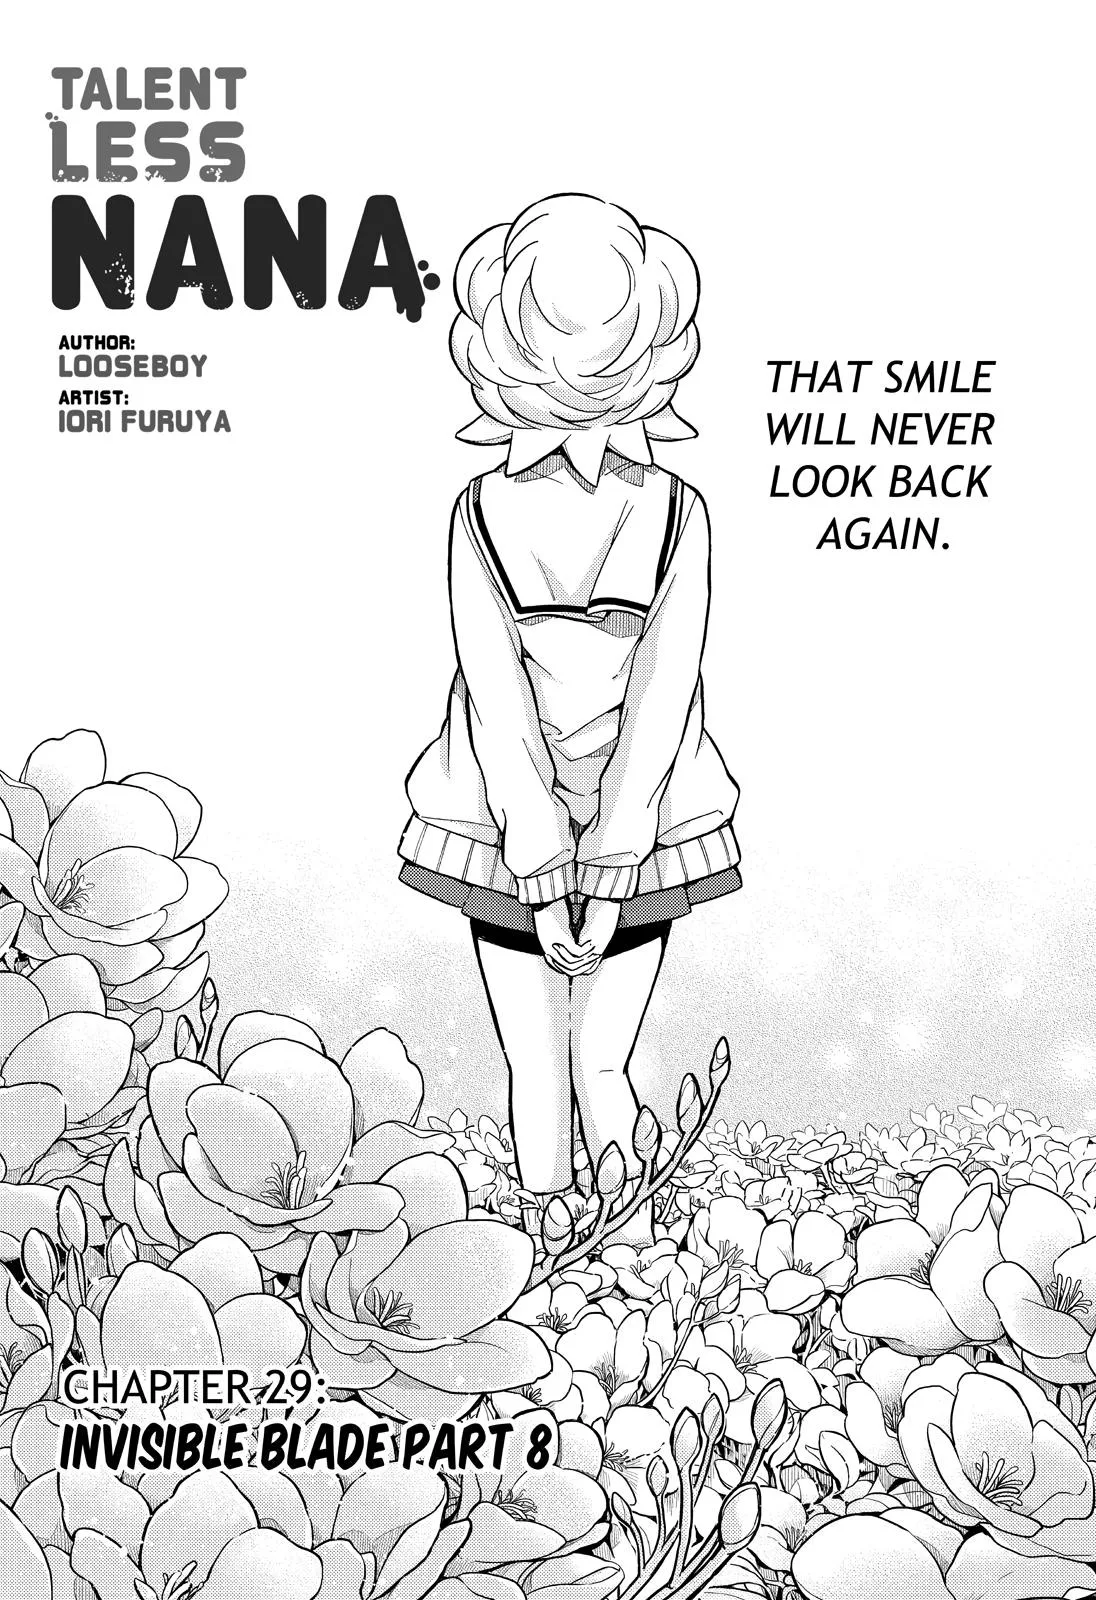 TALENT
LESS
NANA
AUTHOR:
LOOSEBOY
ARTIST:
IORI FURUYA
THAT SMILE
WILL NEVER
LOOK BACK
AGAIN.
CHAPTER 29:
INVISIBLE BLADE PART 8